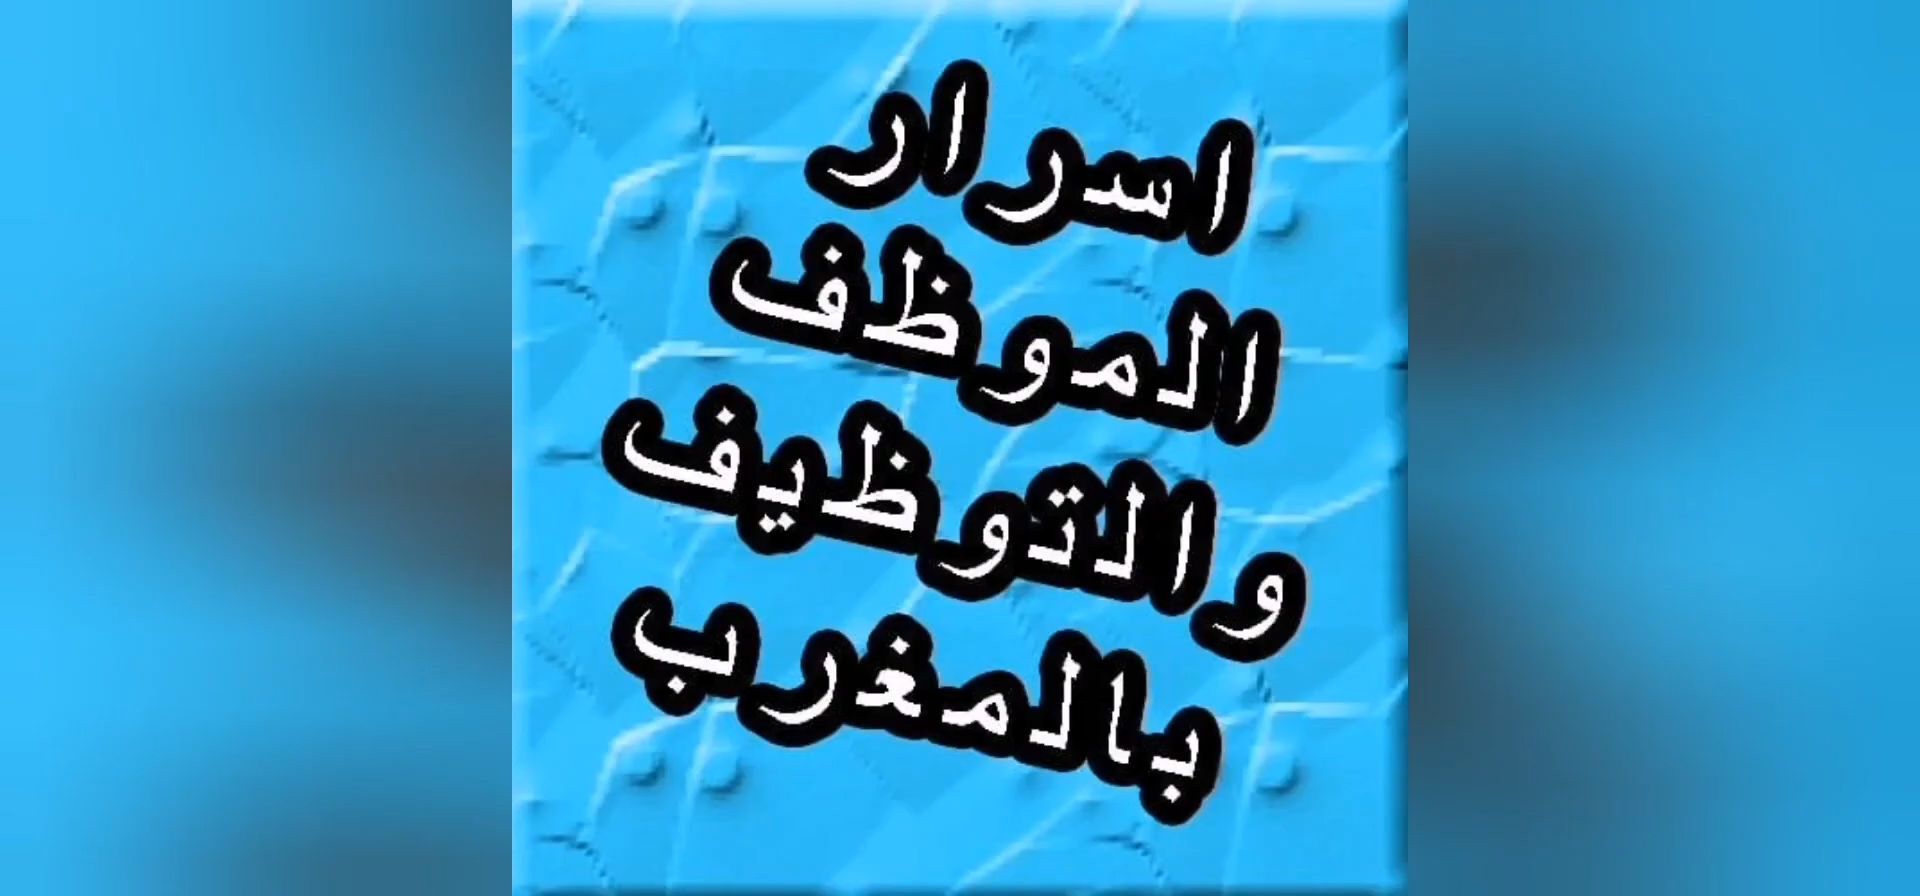 اسرار
الموظف
والتوظيف
بالمغرب